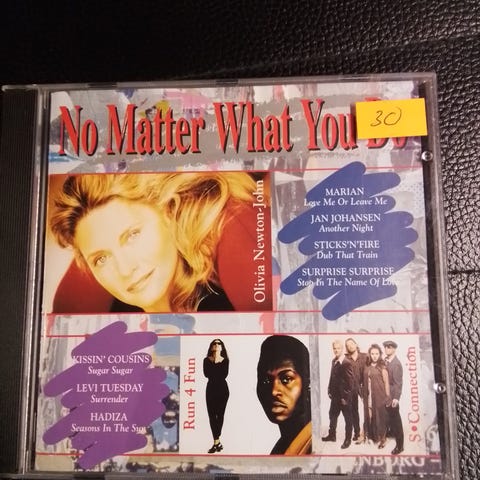 No Matter What You Do
30
Olivia Newton-John
MARIAN
Love Me Or Leave Me
JAN JOHANSEN
Another Night
STICKS'N'FIRE
Dub That Train
SURPRISE SURPRISE
Stop In The Name Of Love
KISSIN' COUSINS
Sugar Sugar
LEVI TUESDAY
Surrender
HADIZA
Seasons In The Sun
Run 4 Fun
S•Connection